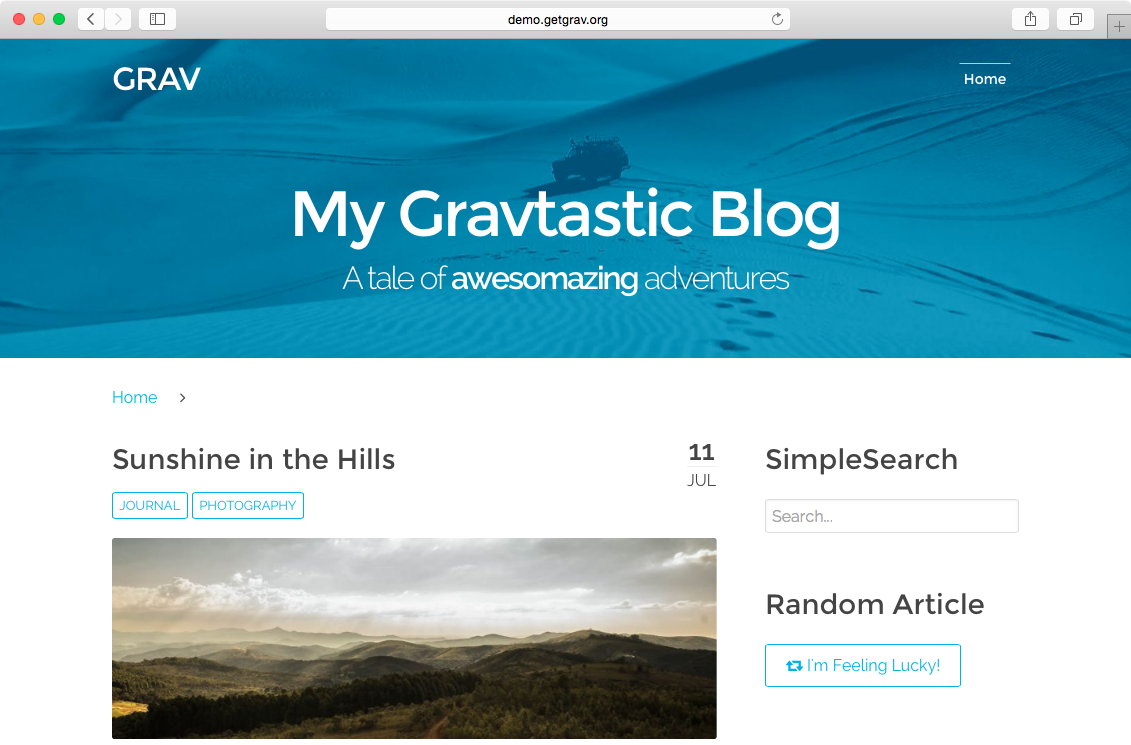 demo.getgrav.org
GRAV
Home
My Gravtastic Blog
A tale of awesomazing adventures
Home
Sunshine in the Hills
11
JUL
JOURNAL PHOTOGRAPHY
SimpleSearch
Search...
Random Article
I'm Feeling Lucky!